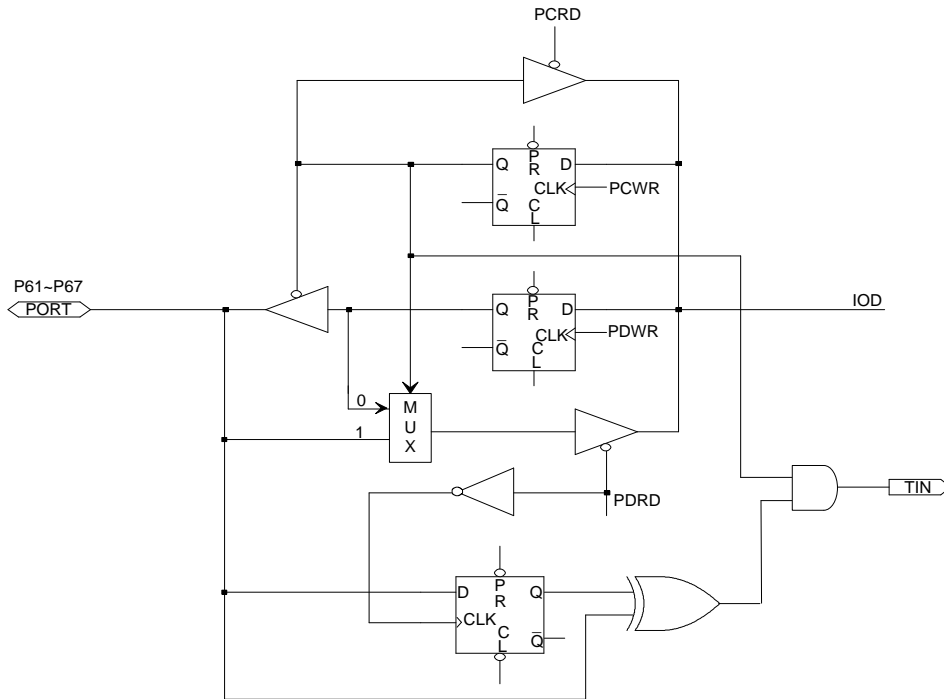 PCRD
P
R
Q
D
CLK
PCWR
Q
C
L
P61~P67
PORT
P
R
Q
D
IOD
CLK
PDWR
Q
C
L
0
M
U
X
1
TIN
PDRD
P
R
D
Q
CLK
C
L
Q